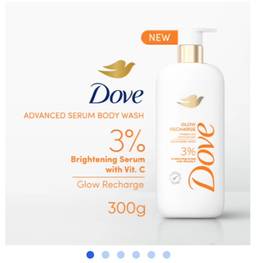 NEW
Dove
ADVANCED SERUM BODY WASH
3%
Brightening Serum
with Vit. C
Glow Recharge
300g
GLOW
RECHARGE
Dove
3%